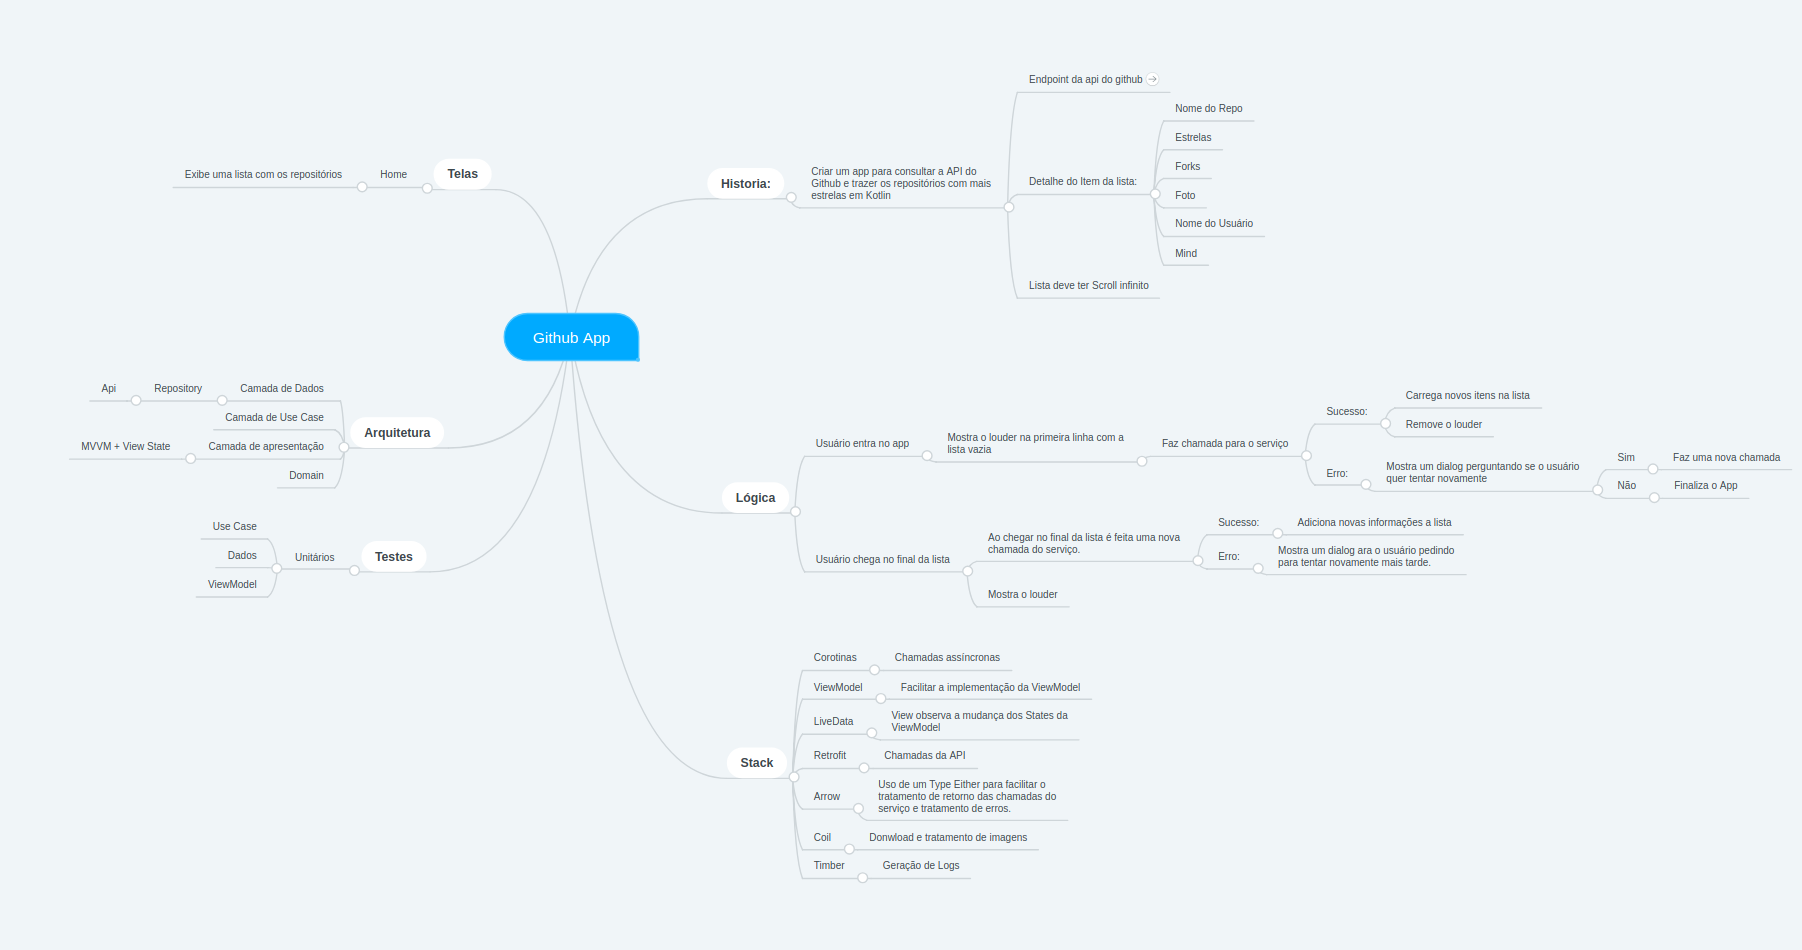 Github App
Historia:
Criar um app para consultar a API do
Github e trazer os repositórios com mais
estrelas em Kotlin
Endpoint da api do github
Detalhe do Item da lista:
Nome do Repo
Estrelas
Forks
Foto
Nome do Usuário
Mind
Lista deve ter Scroll infinito
Lógica
Usuário entra no app
Mostra o louder na primeira linha com a
lista vazia
Faz chamada para o serviço
Sucesso:
Carrega novos itens na lista
Remove o louder
Erro:
Mostra um dialog perguntando se o usuário
quer tentar novamente
Sim
Faz uma nova chamada
Não
Finaliza o App
Usuário chega no final da lista
Ao chegar no final da lista é feita uma nova
chamada do serviço.
Sucesso:
Adiciona novas informações a lista
Erro:
Mostra um dialog ara o usuário pedindo
para tentar novamente mais tarde.
Mostra o louder
Stack
Corotinas
Chamadas assíncronas
ViewModel
Facilitar a implementação da ViewModel
LiveData
View observa a mudança dos States da
ViewModel
Retrofit
Chamadas da API
Arrow
Uso de um Type Either para facilitar o
tratamento de retorno das chamadas do
serviço e tratamento de erros.
Coil
Donwload e tratamento de imagens
Timber
Geração de Logs
Telas
Home
Exibe uma lista com os repositórios
Arquitetura
Camada de Dados
Repository
Api
Camada de Use Case
Camada de apresentação
MVVM + View State
Domain
Testes
Unitários
Use Case
Dados
ViewModel